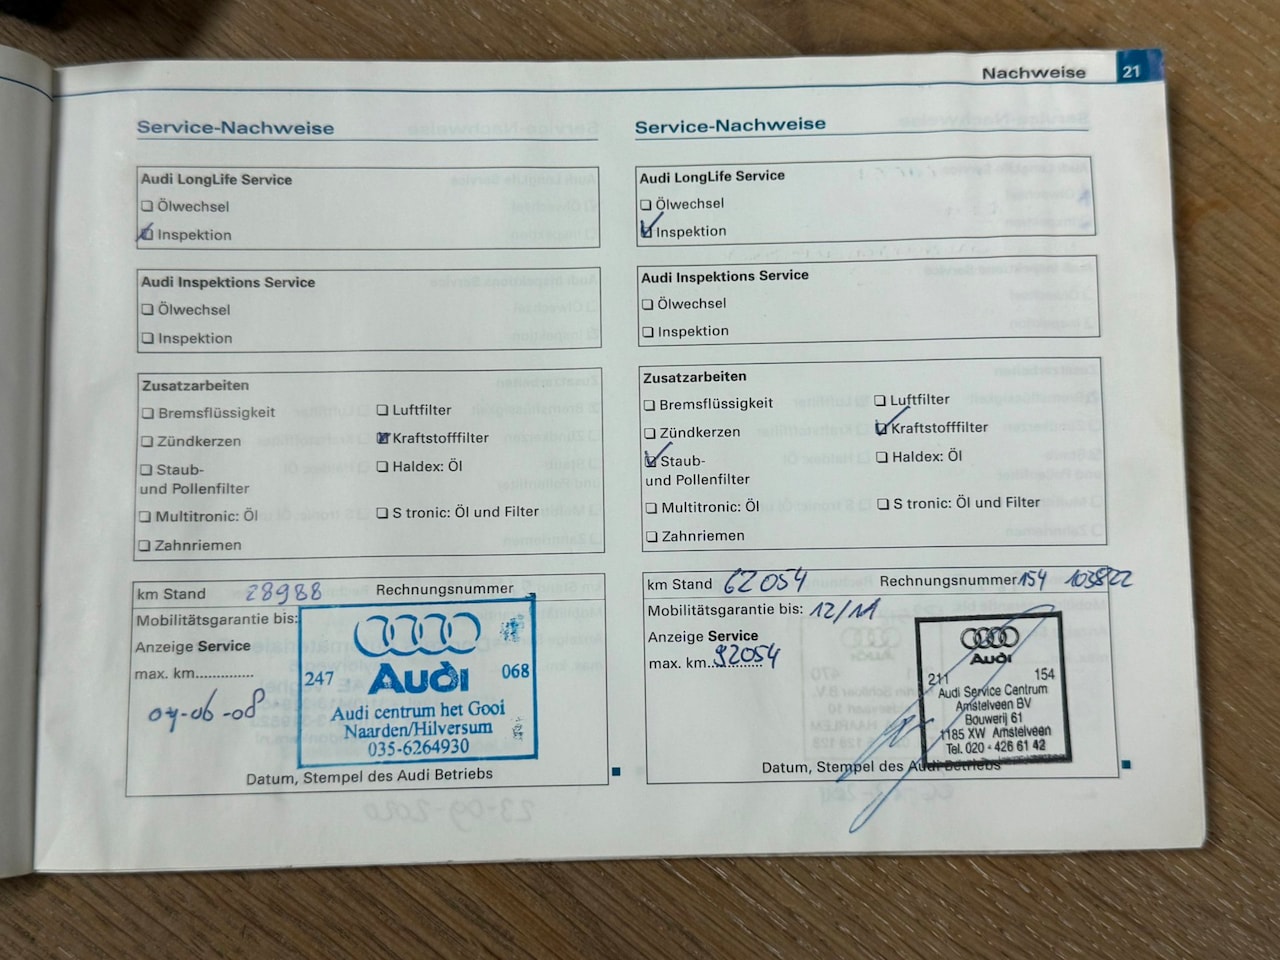 Nachweise 21
Service-Nachweise
Audi LongLife Service
Ölwechsel
Inspektion
Audi Inspektions Service
Ölwechsel
Inspektion
Zusatzarbeiten
Bremsflüssigkeit
Luftfilter
Zündkerzen
Kraftstofffilter
Staub-
und Pollenfilter
Haldex: Öl
Multitronic: Öl
S tronic: Öl und Filter
Zahnriemen
km Stand 28988 Rechnungsnummer
Mobilitätsgarantie bis:
Anzeige Service
max. km..............
04-06-08
247 Audi 068
Audi centrum het Gooi
Naarden/Hilversum
035-6264930
Datum, Stempel des Audi Betriebs
Service-Nachweise
Audi LongLife Service
Ölwechsel
Inspektion
Audi Inspektions Service
Ölwechsel
Inspektion
Zusatzarbeiten
Bremsflüssigkeit
Luftfilter
Zündkerzen
Kraftstofffilter
Staub-
und Pollenfilter
Haldex: Öl
Multitronic: Öl
S tronic: Öl und Filter
Zahnriemen
km Stand 62054 Rechnungsnummer 154 103822
Mobilitätsgarantie bis: 12/11
Anzeige Service
max. km..92054
Audi
211 154
Audi Service Centrum
Amstelveen BV
Bouwerij 61
1185 XW Amstelveen
Tel. 020 - 426 61 42
Datum, Stempel des Audi Betriebs